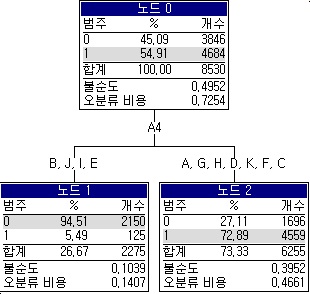 노드 0
범주 % 개수
0 45,09 3846
1 54,91 4684
합계 100,00 8530
불순도 0,4952
오분류 비용 0,7254
A4
B, J, I, E A, G, H, D, K, F, C
노드 1
범주 % 개수
0 94,51 2150
1 5,49 125
합계 26,67 2275
불순도 0,1039
오분류 비용 0,1407
노드 2
범주 % 개수
0 27,11 1696
1 72,89 4559
합계 73,33 6255
불순도 0,3952
오분류 비용 0,4661